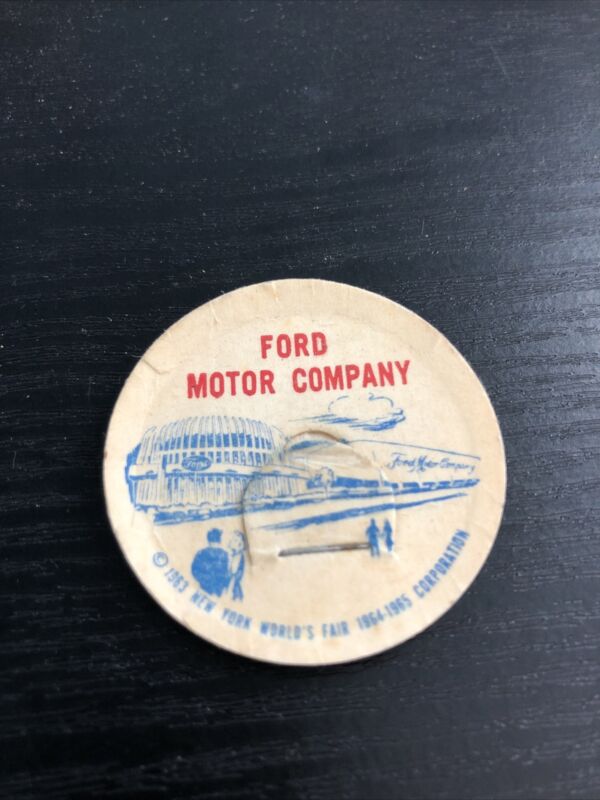 FORD
MOTOR COMPANY
Ford
Ford Motor Company
© 1963 NEW YORK WORLD'S FAIR 1964-1965 CORPORATION